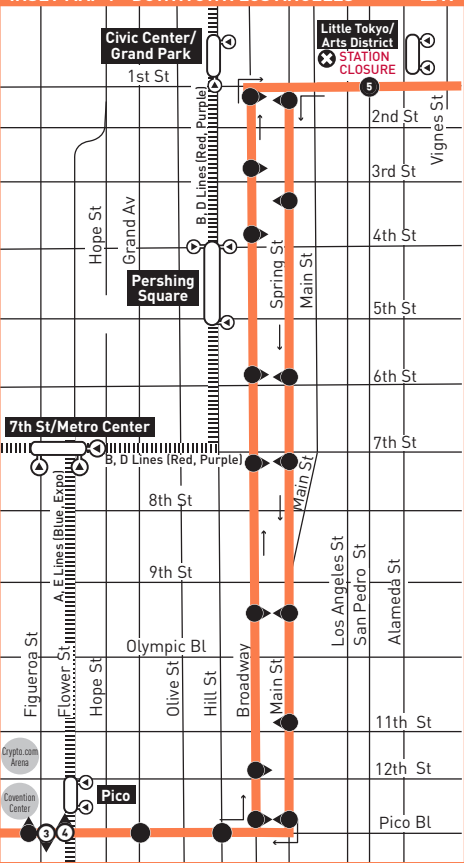 Civic Center/
Grand Park
Little Tokyo/
Arts District
STATION
CLOSURE
1st St
5
2nd St
Vignes St
B, D Lines (Red, Purple)
3rd St
Hope St
Grand Av
Spring St
Main St
4th St
Pershing
Square
5th St
6th St
7th St/Metro Center
7th St
B, D Lines (Red, Purple)
Main St
8th St
A, E Lines (Blue, Expo)
9th St
Los Angeles St
San Pedro St
Alameda St
Olympic Bl
Figueroa St
Flower St
Hope St
Olive St
Hill St
Broadway
Main St
11th St
Crypto.com
Arena
12th St
Covention
Center
Pico
3
4
Pico Bl